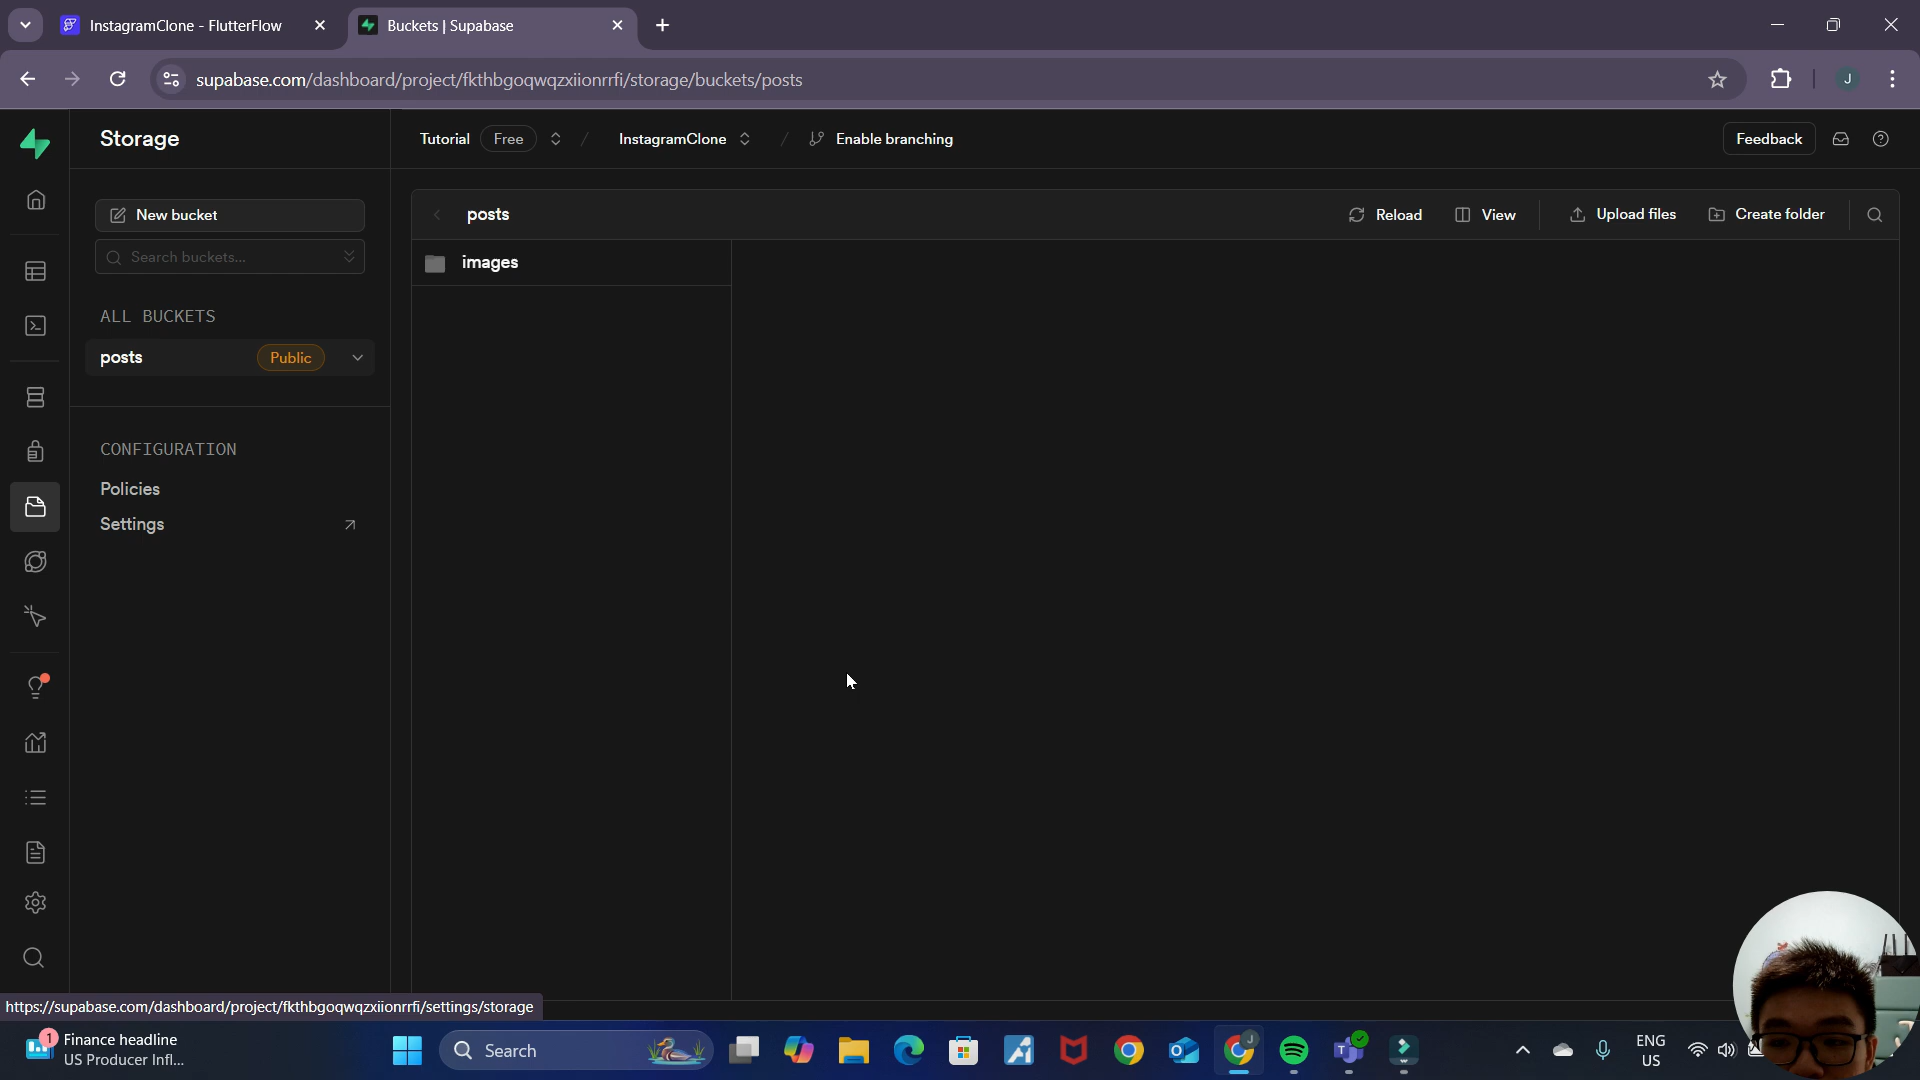 InstagramClone - FlutterFlow
Buckets | Supabase
supabase.com/dashboard/project/fkthbgoqwqzxiionrrfi/storage/buckets/posts
J
Storage
Tutorial
Free
/
InstagramClone
/
Enable branching
Feedback
New bucket
posts
Reload
View
Upload files
Create folder
Search buckets...
images
ALL BUCKETS
posts
Public
CONFIGURATION
Policies
Settings
https://supabase.com/dashboard/project/fkthbgoqwqzxiionrrfi/settings/storage
1
Finance headline
US Producer Infl...
Search
J
ENG
US